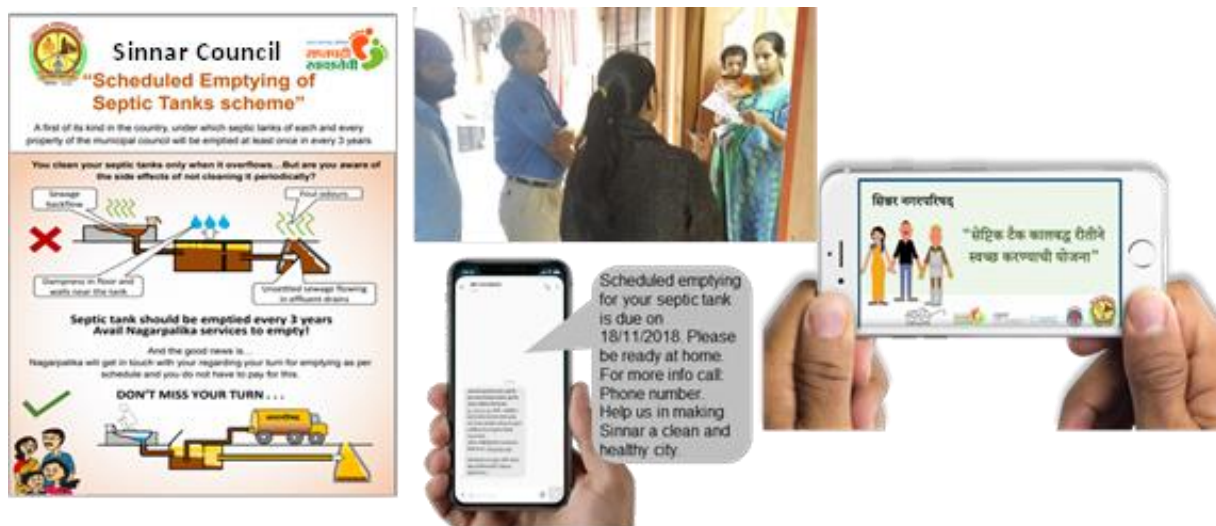 Sinnar Council
"Scheduled Emptying of
Septic Tanks scheme"
A first of its kind in the country, under which septic tanks of each and every
property of the municipal council will be emptied at least once in every 3 years
You clean your septic tanks only when it overflows...But are you aware of
the side effects of not cleaning it periodically?
Sewage
backflow
Foul odours
Dampness in floor and
walls near the tank
Unsettled sewage flowing
in effluent drains
Septic tank should be emptied every 3 years
Avail Nagarpalika services to empty!
And the good news is...
Nagarpalika will get in touch with your regarding your turn for emptying as per
schedule and you do not have to pay for this.
DON'T MISS YOUR TURN . . .
Scheduled emptying
for your septic tank
is due on
18/11/2018. Please
be ready at home.
For more info call:
Phone number.
Help us in making
Sinnar a clean and
healthy city.
सिन्नर नगरपरिषद्
"सेप्टिक टैंक कालबद्ध रीतीने
स्वच्छ करण्याची योजना"